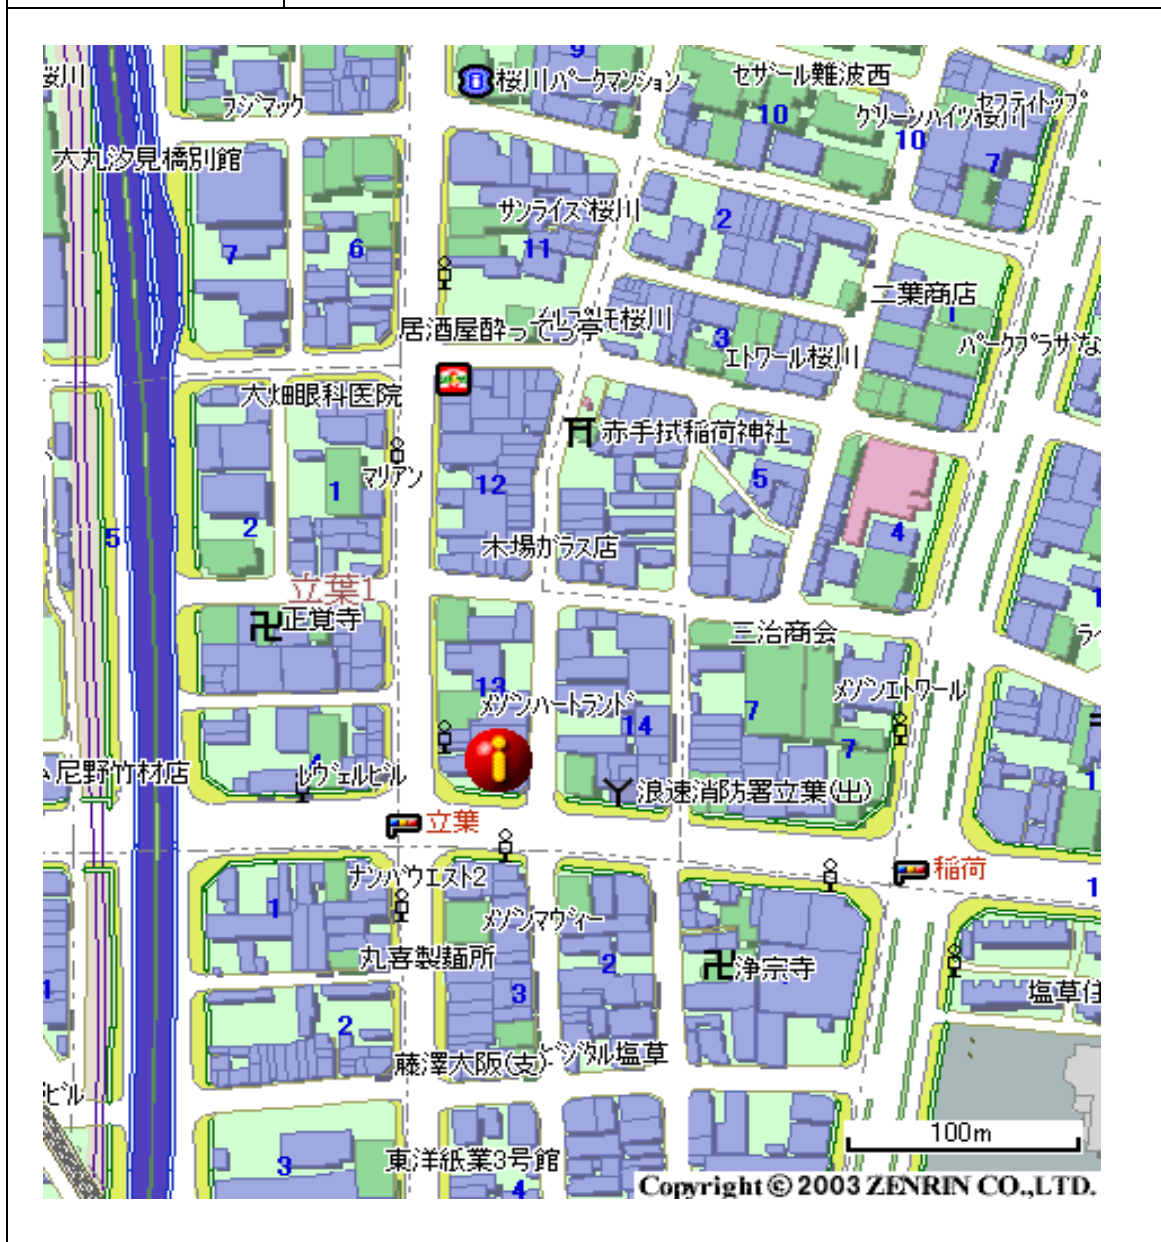 9
桜川
桜川パークマンション
セザール難波西
フジマック
10
グリーンハイツ桜川
セフティトップ
10
大丸汐見橋別館
7
サンライズ桜川
2
7
6
11
二葉商店
1
居酒屋酔ってら亭
桜川
3
エトワール桜川
パークプラザな
大畑眼科医院
赤手拭稲荷神社
マリアン
12
5
1
2
4
5
木場ガラス店
立葉1
正覚寺
三治商会
ライ
13
メゾンハートランド
メゾンエトワール
14
7
7
尼野竹材店
4
レヴェルビル
浪速消防署立葉(出)
1
立葉
稲荷
ナンバウエスト2
1
1
メゾンマヴィー
丸喜製麺所
2
浄宗寺
4
3
塩草住
2
藤澤大阪(支)
ビジタル塩草
ビル
100m
3
東洋紙業3号館
4
Copyright © 2003 ZENRIN CO.,LTD.